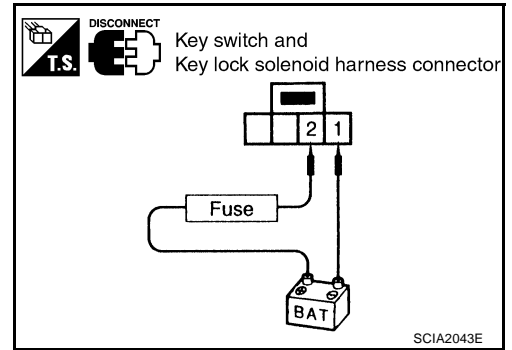 DISCONNECT
T.S.
Key switch and
Key lock solenoid harness connector
2 1
Fuse
BAT
SCIA2043E